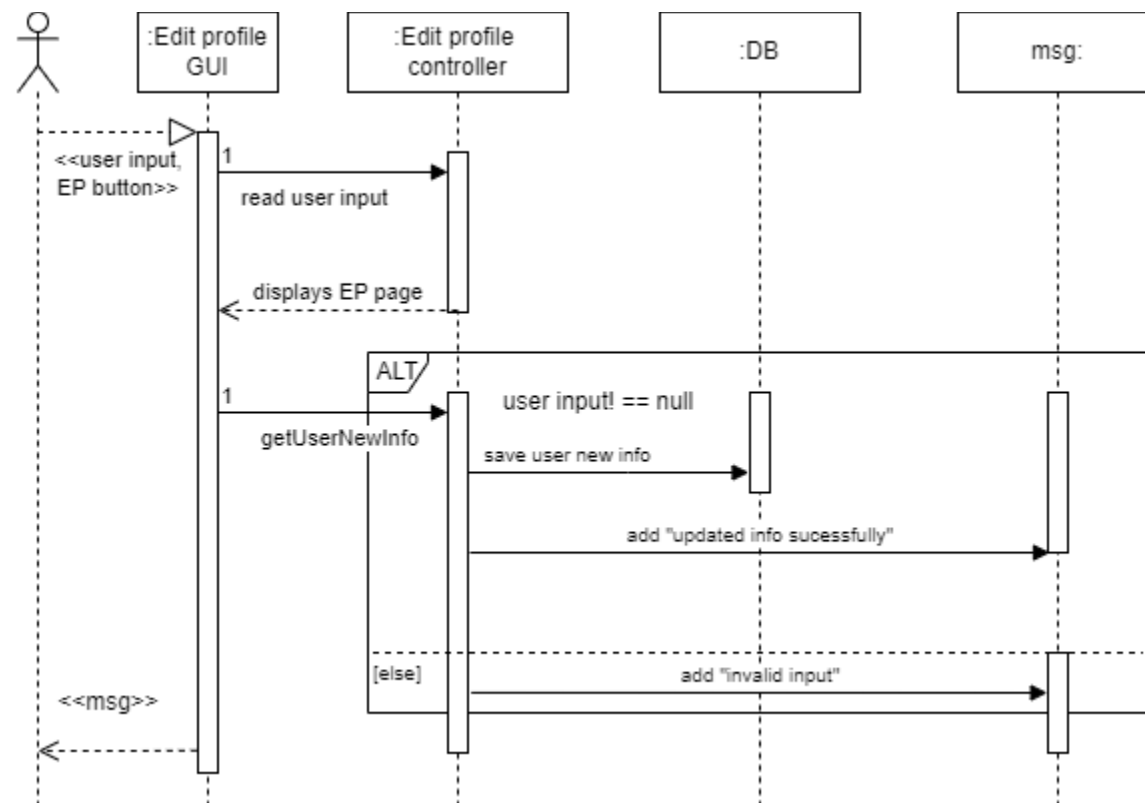 :Edit profile
GUI
:Edit profile
controller
:DB
msg:
<<user input,
EP button>>
1
read user input
displays EP page
ALT
1
user input! == null
getUserNewInfo
save user new info
add "updated info sucessfully"
[else]
add "invalid input"
<<msg>>